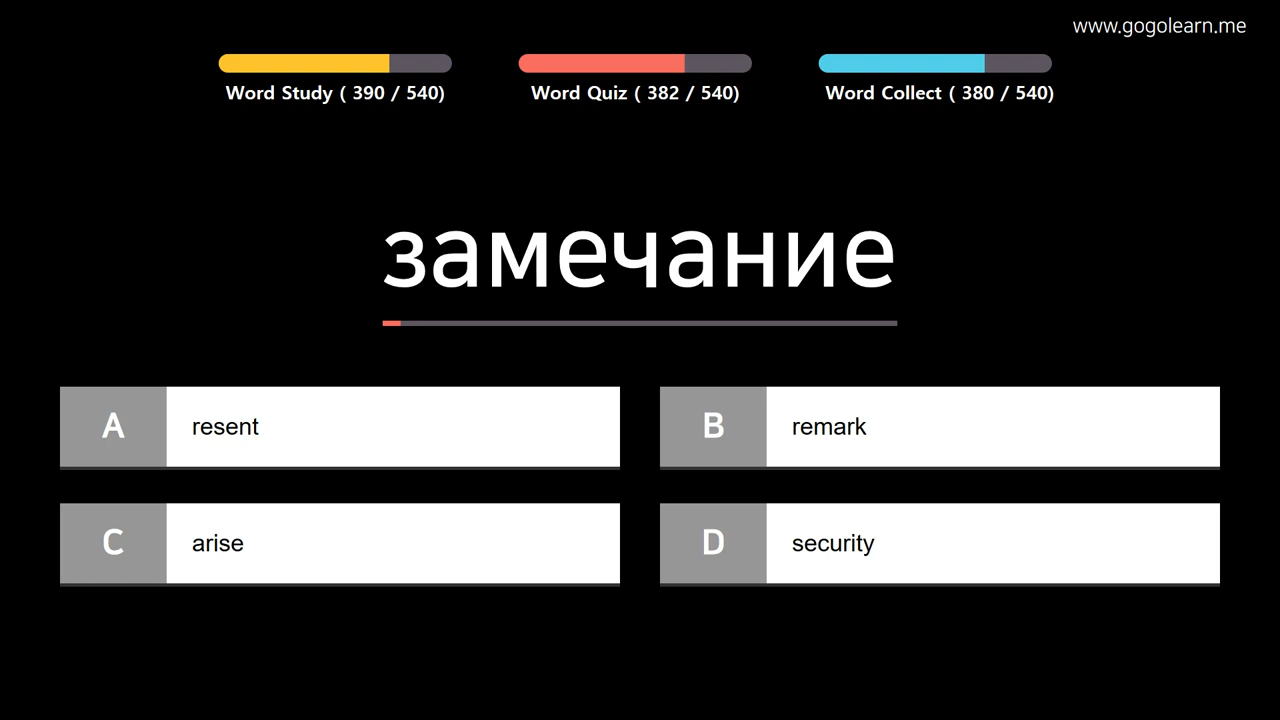 www.gogolearn.me
Word Study ( 390 / 540)
Word Quiz ( 382 / 540)
Word Collect ( 380 / 540)
замечание
A resent
B remark
C arise
D security